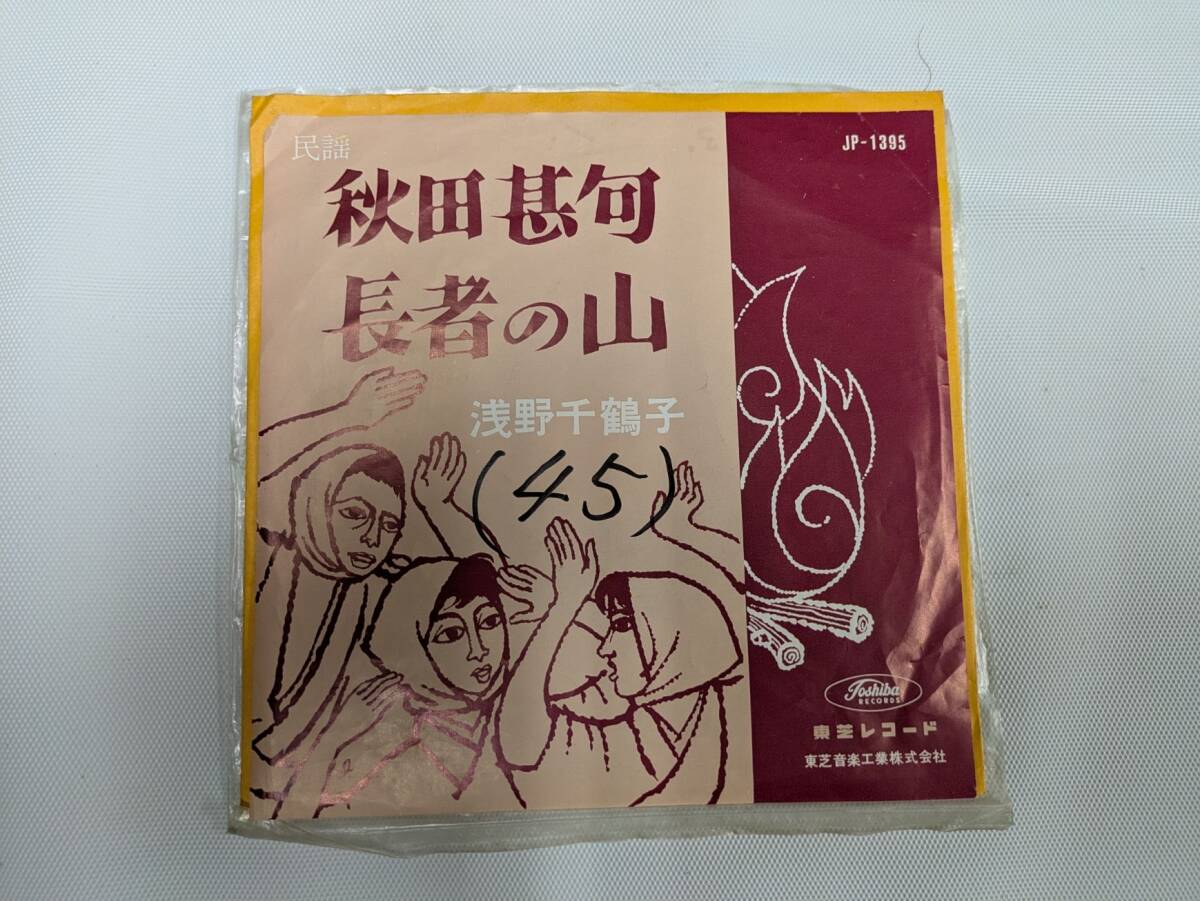 民謡
JP-1395
秋田甚句
長者の山
浅野千鶴子
(45)
Toshiba
RECORDS
東芝レコード
東芝音楽工業株式会社